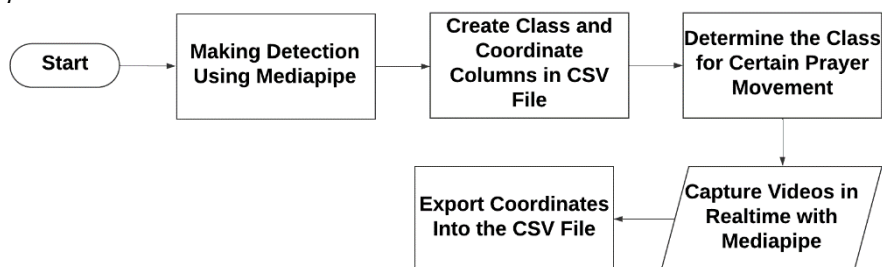 Start
Making Detection
Using Mediapipe
Create Class and
Coordinate
Columns in CSV
File
Determine the Class
for Certain Prayer
Movement
Capture Videos in
Realtime with
Mediapipe
Export Coordinates
Into the CSV File